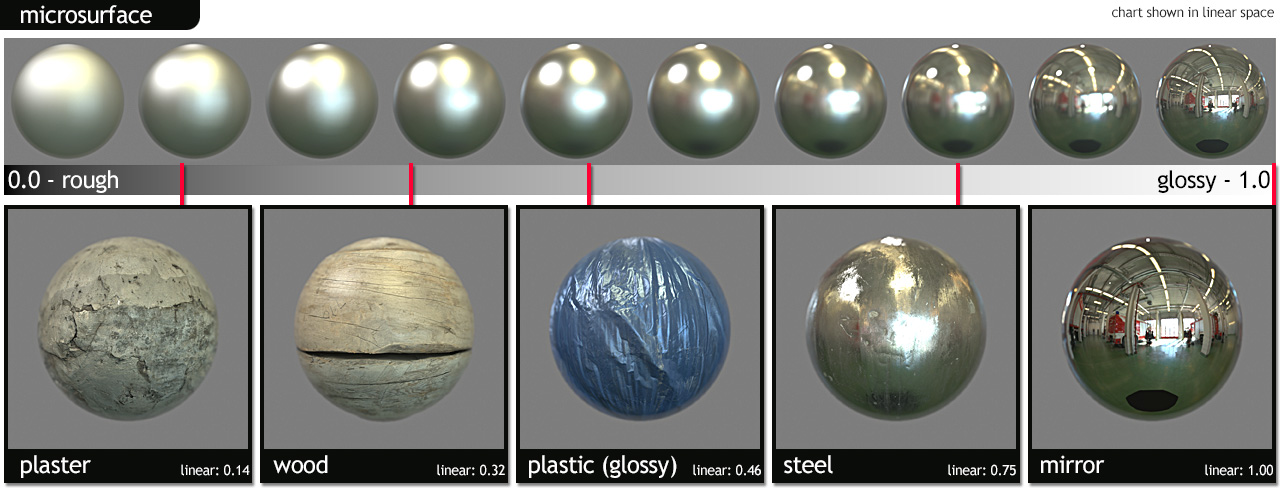 microsurface
chart shown in linear space
0.0 - rough
glossy - 1.0
plaster linear: 0.14
wood linear: 0.32
plastic (glossy) linear: 0.46
steel linear: 0.75
mirror linear: 1.00